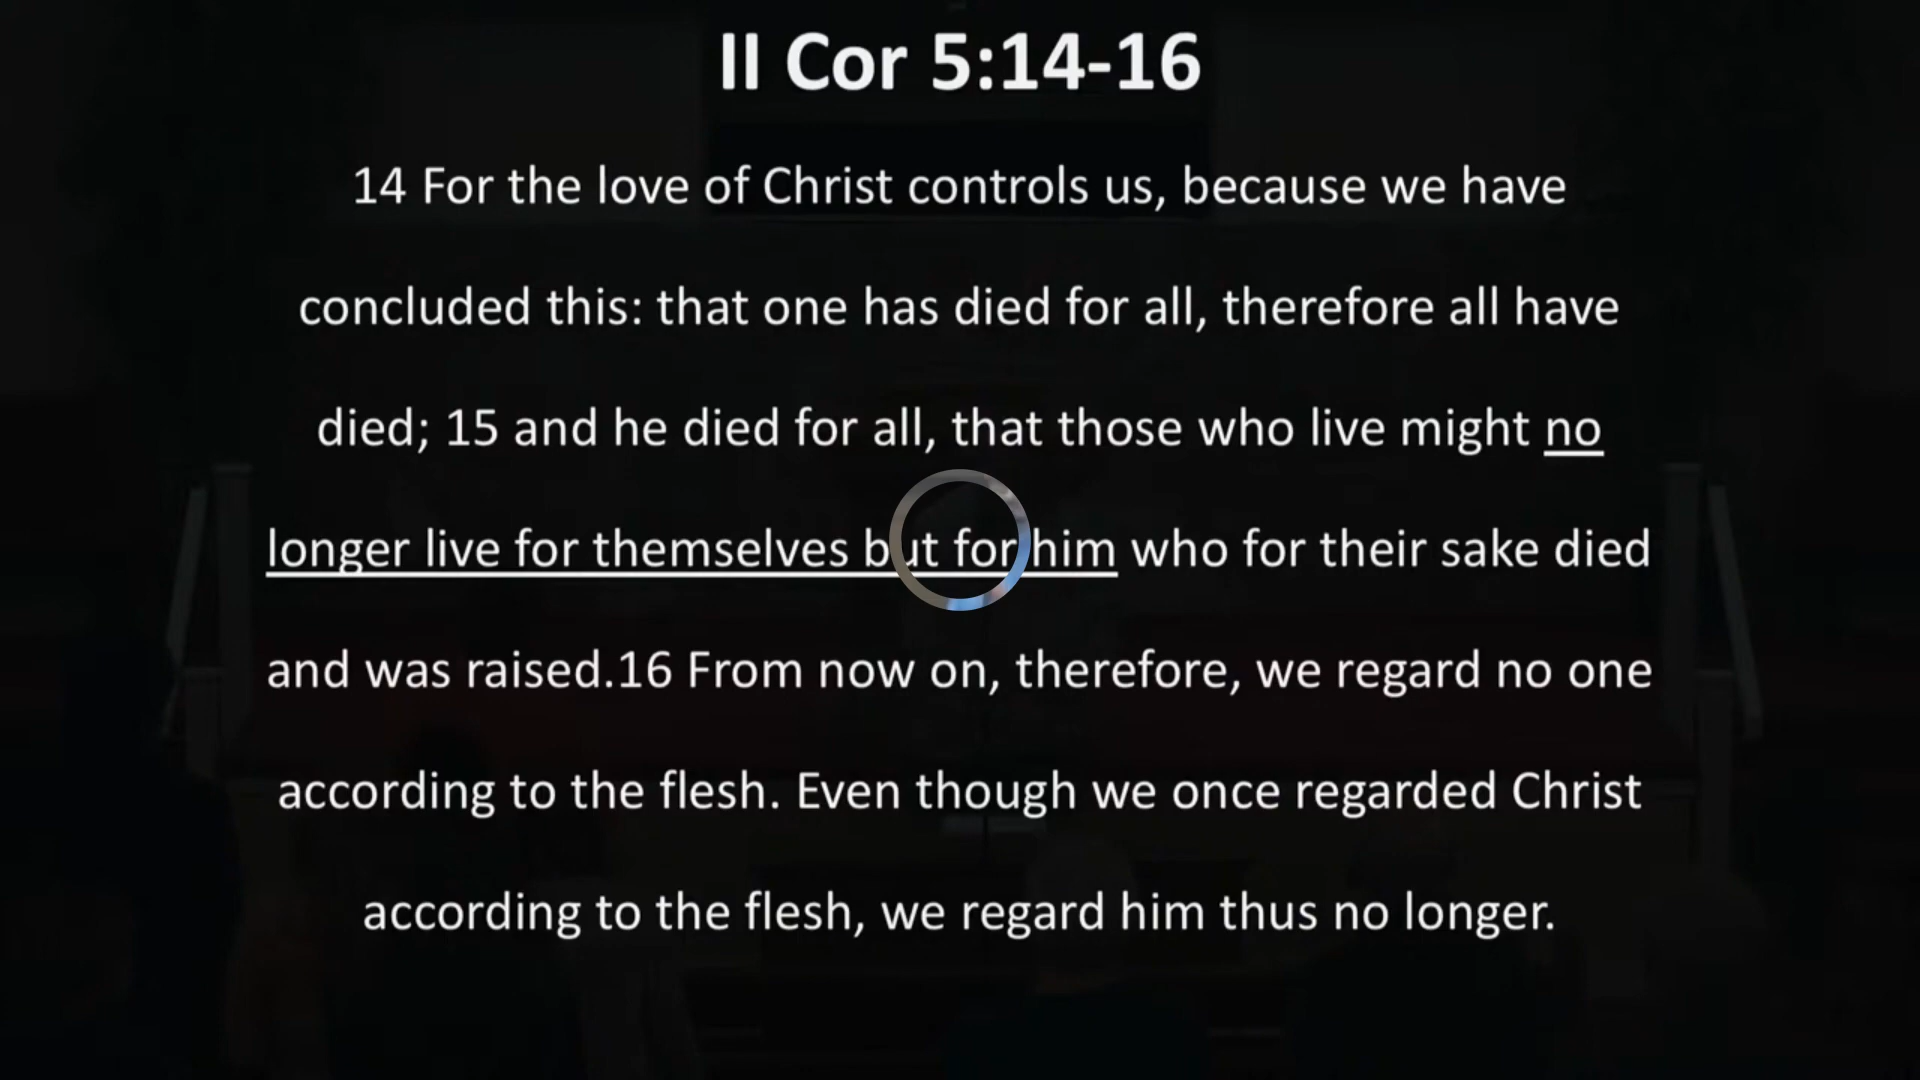 II Cor 5:14-16
14 For the love of Christ controls us, because we have
concluded this: that one has died for all, therefore all have
died; 15 and he died for all, that those who live might no
longer live for themselves but for him who for their sake died
and was raised.16 From now on, therefore, we regard no one
according to the flesh. Even though we once regarded Christ
according to the flesh, we regard him thus no longer.